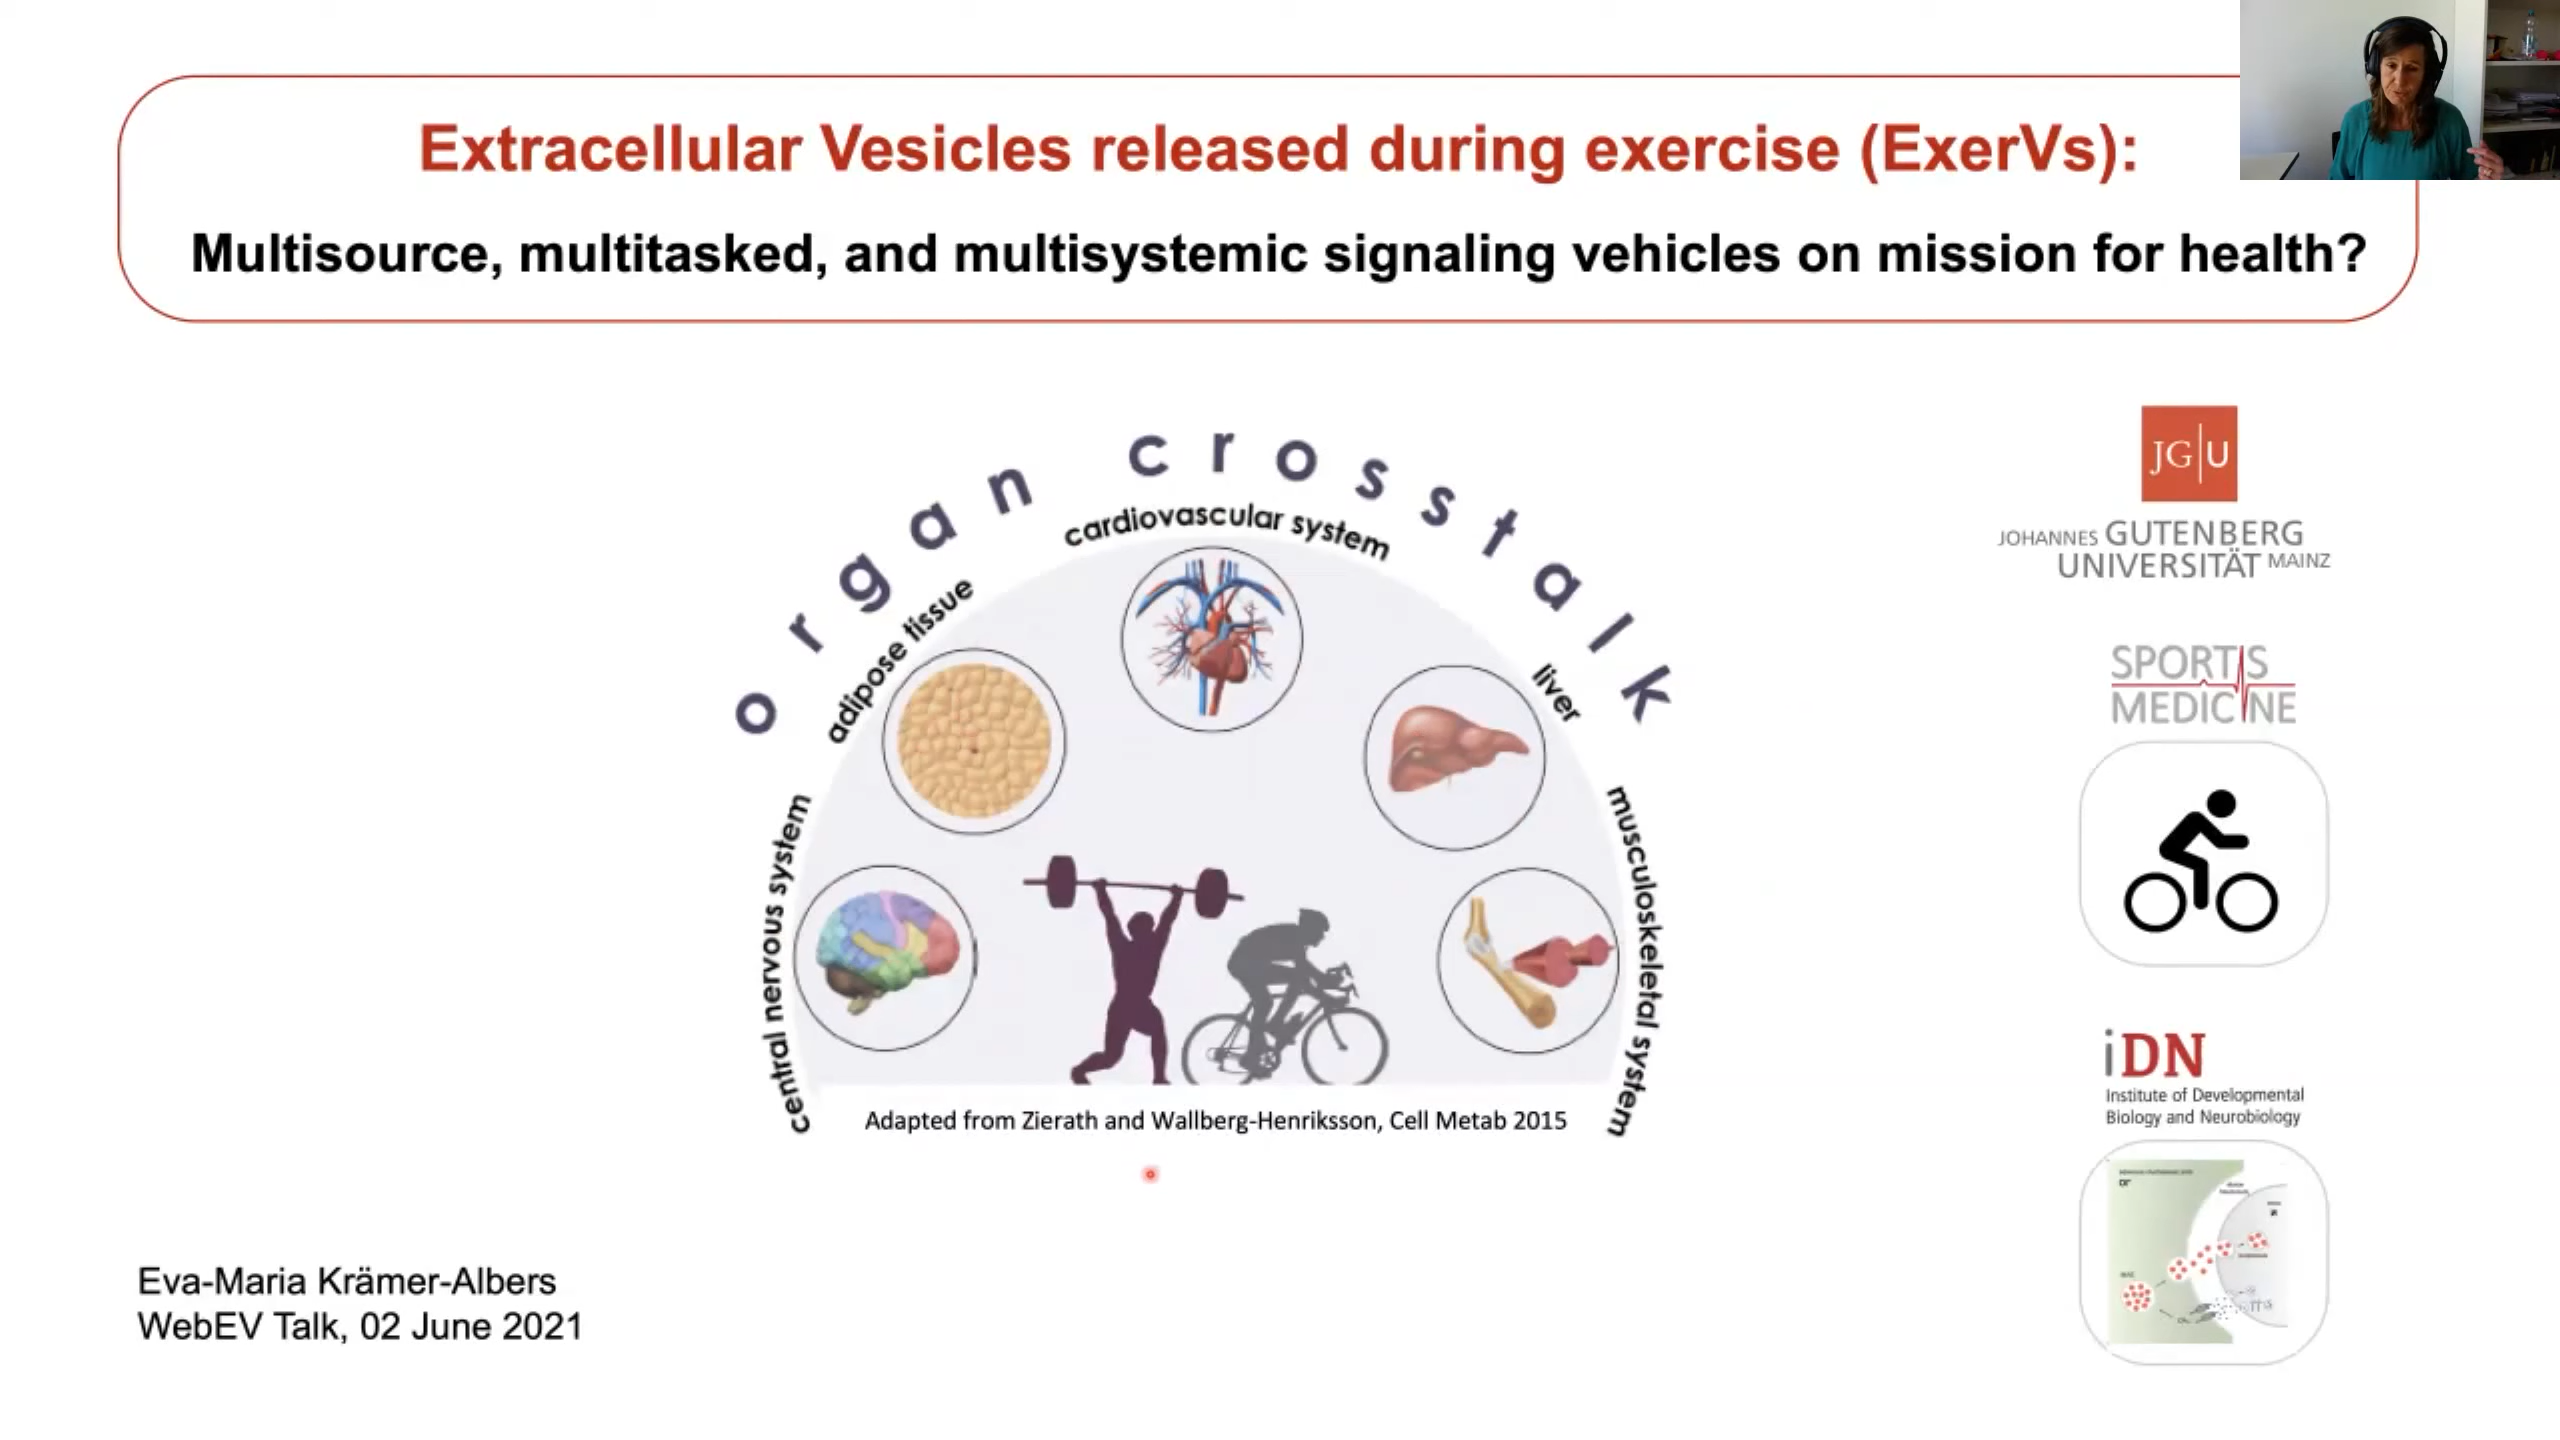 Extracellular Vesicles released during exercise (ExerVs):
Multisource, multitasked, and multisystemic signaling vehicles on mission for health?
organ crosstalk
cardiovascular system
adipose tissue
liver
central nervous system
musculoskeletal system
Adapted from Zierath and Wallberg-Henriksson, Cell Metab 2015
JG|U
JOHANNES GUTENBERG
UNIVERSITÄT MAINZ
SPORTS
MEDICINE
iDN
Institute of Developmental
Biology and Neurobiology
Eva-Maria Krämer-Albers
WebEV Talk, 02 June 2021